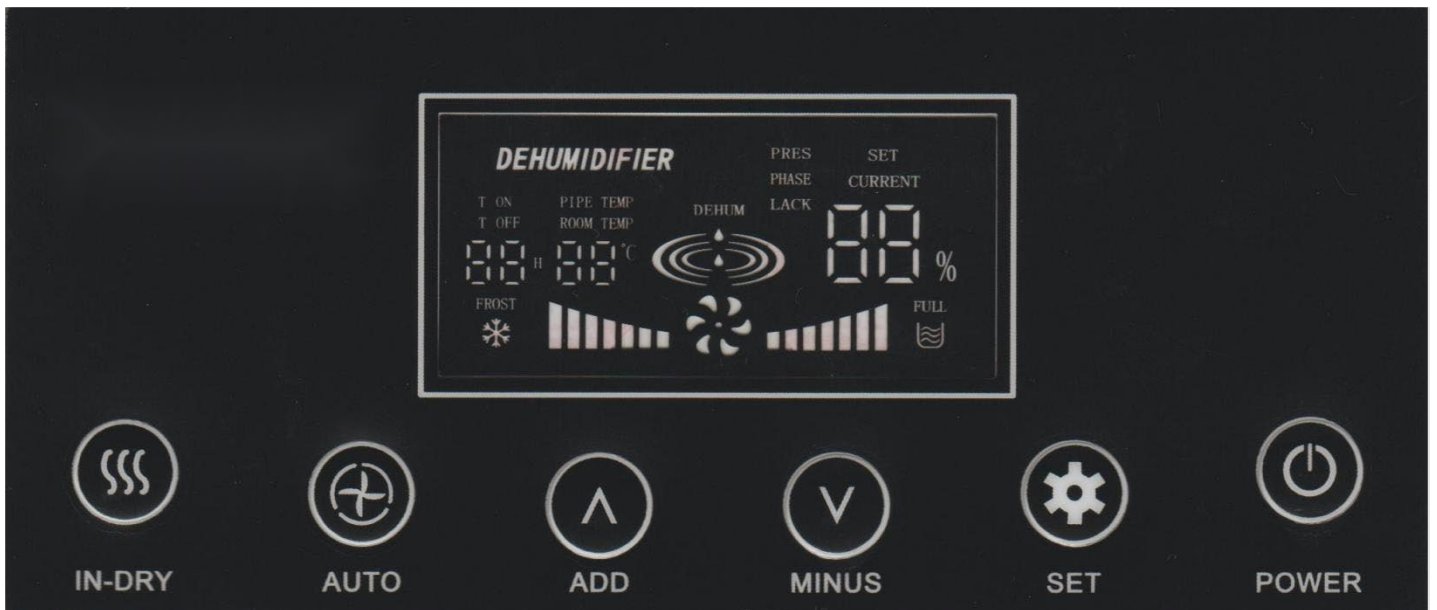 DEHUMIDIFIER
PRES
PHASE
LACK
SET
CURRENT
T ON
T OFF
88 H
PIPE TEMP
ROOM TEMP
88 °C
DEHUM
88 %
FROST
FULL
IN-DRY
AUTO
ADD
MINUS
SET
POWER